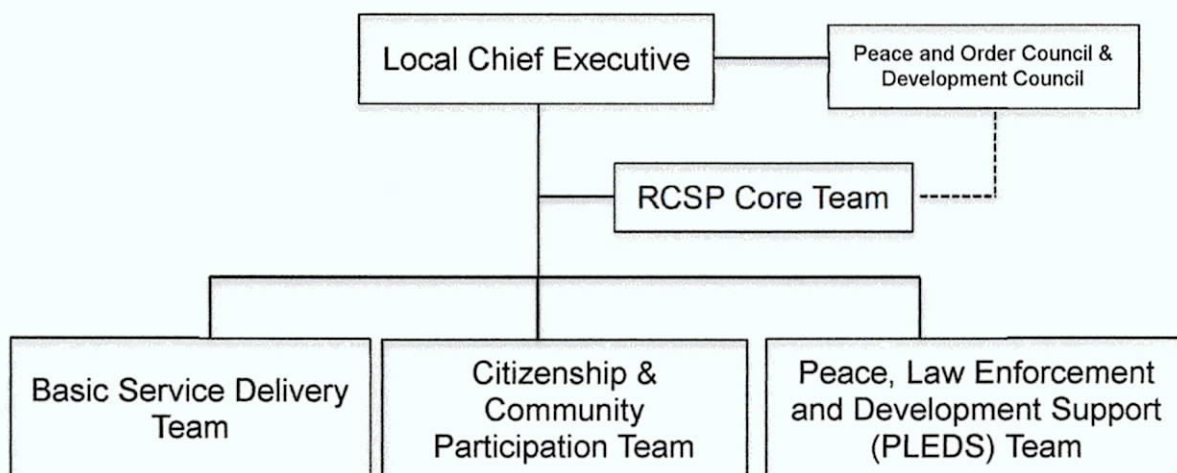 Local Chief Executive
Peace and Order Council &
Development Council
RCSP Core Team
Basic Service Delivery
Team
Citizenship &
Community
Participation Team
Peace, Law Enforcement
and Development Support
(PLEDS) Team